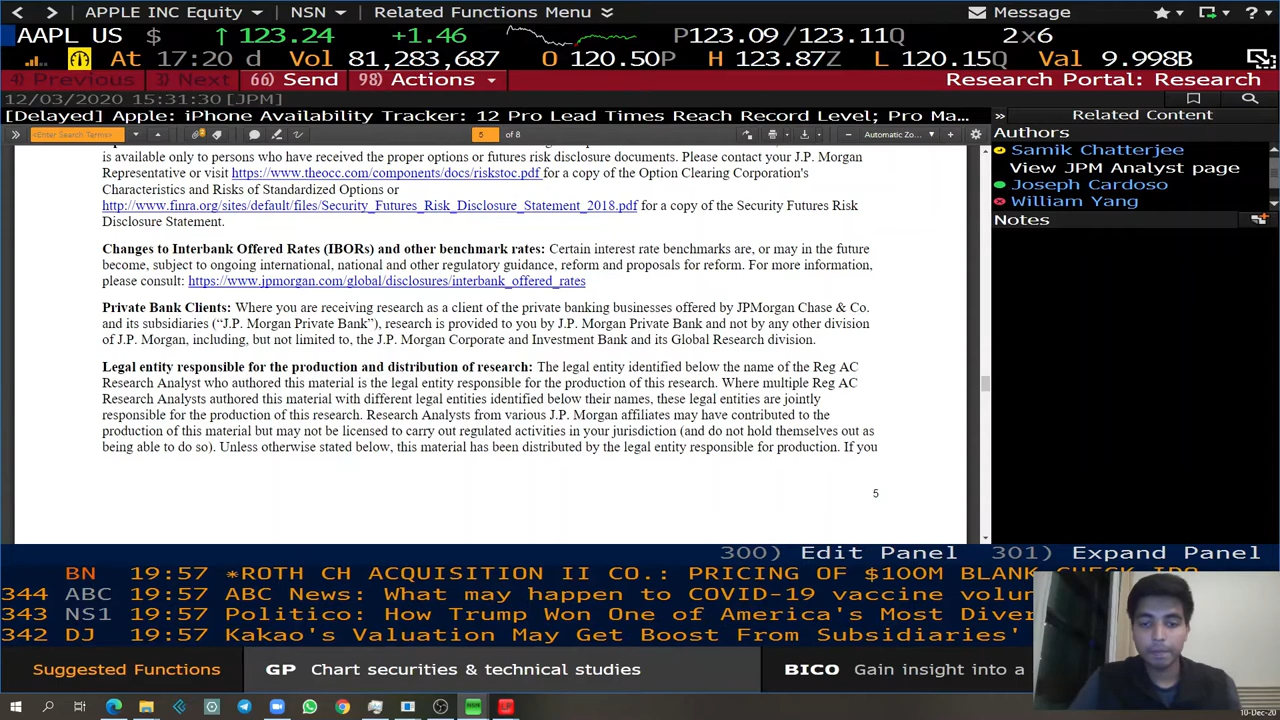 APPLE INC Equity NSN Related Functions Menu Message
AAPL US $ ↑ 123.24 +1.46 P123.09/123.11Q 2×6
At 17:20 d Vol 81,283,687 O 120.50P H 123.87Z L 120.15Q Val 9.998B
4) Previous 3) Next 66) Send 98) Actions Research Portal: Research
12/03/2020 15:31:30 [JPM]
[Delayed] Apple: iPhone Availability Tracker: 12 Pro Lead Times Reach Record Level; Pro Ma... Related Content
<Enter Search Terms> 5 of 8 Automatic Zo...
Authors
Samik Chatterjee
View JPM Analyst page
Joseph Cardoso
William Yang
Notes
is available only to persons who have received the proper options or futures risk disclosure documents. Please contact your J.P. Morgan
Representative or visit https://www.theocc.com/components/docs/riskstoc.pdf for a copy of the Option Clearing Corporation's
Characteristics and Risks of Standardized Options or
http://www.finra.org/sites/default/files/Security_Futures_Risk_Disclosure_Statement_2018.pdf for a copy of the Security Futures Risk
Disclosure Statement.
Changes to Interbank Offered Rates (IBORs) and other benchmark rates: Certain interest rate benchmarks are, or may in the future
become, subject to ongoing international, national and other regulatory guidance, reform and proposals for reform. For more information,
please consult: https://www.jpmorgan.com/global/disclosures/interbank_offered_rates
Private Bank Clients: Where you are receiving research as a client of the private banking businesses offered by JPMorgan Chase & Co.
and its subsidiaries (“J.P. Morgan Private Bank”), research is provided to you by J.P. Morgan Private Bank and not by any other division
of J.P. Morgan, including, but not limited to, the J.P. Morgan Corporate and Investment Bank and its Global Research division.
Legal entity responsible for the production and distribution of research: The legal entity identified below the name of the Reg AC
Research Analyst who authored this material is the legal entity responsible for the production of this research. Where multiple Reg AC
Research Analysts authored this material with different legal entities identified below their names, these legal entities are jointly
responsible for the production of this research. Research Analysts from various J.P. Morgan affiliates may have contributed to the
production of this material but may not be licensed to carry out regulated activities in your jurisdiction (and do not hold themselves out as
being able to do so). Unless otherwise stated below, this material has been distributed by the legal entity responsible for production. If you
5
300) Edit Panel 301) Expand Panel
BN 19:57 *ROTH CH ACQUISITION II CO.: PRICING OF $100M BLANK CHECK IPO
344 ABC 19:57 ABC News: What may happen to COVID-19 vaccine
343 NS1 19:57 Politico: How Trump Won One of America's Most
342 DJ 19:57 Kakao's Valuation May Get Boost From Subsidiaries'
Suggested Functions GP Chart securities & technical studies BICO Gain insight into a
10-Dec-20